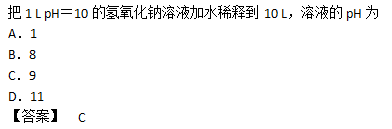 把 1 L pH＝10 的氢氧化钠溶液加水稀释到 10 L，溶液的 pH 为
A．1
B．8
C．9
D．11
【答案】 C